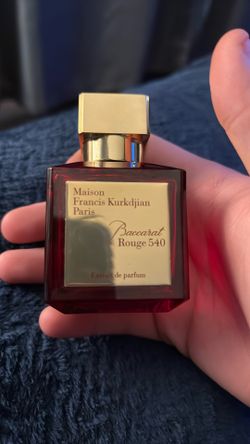 Maison
Francis Kurkdjian
Paris
Baccarat
Rouge 540
Extrait de parfum